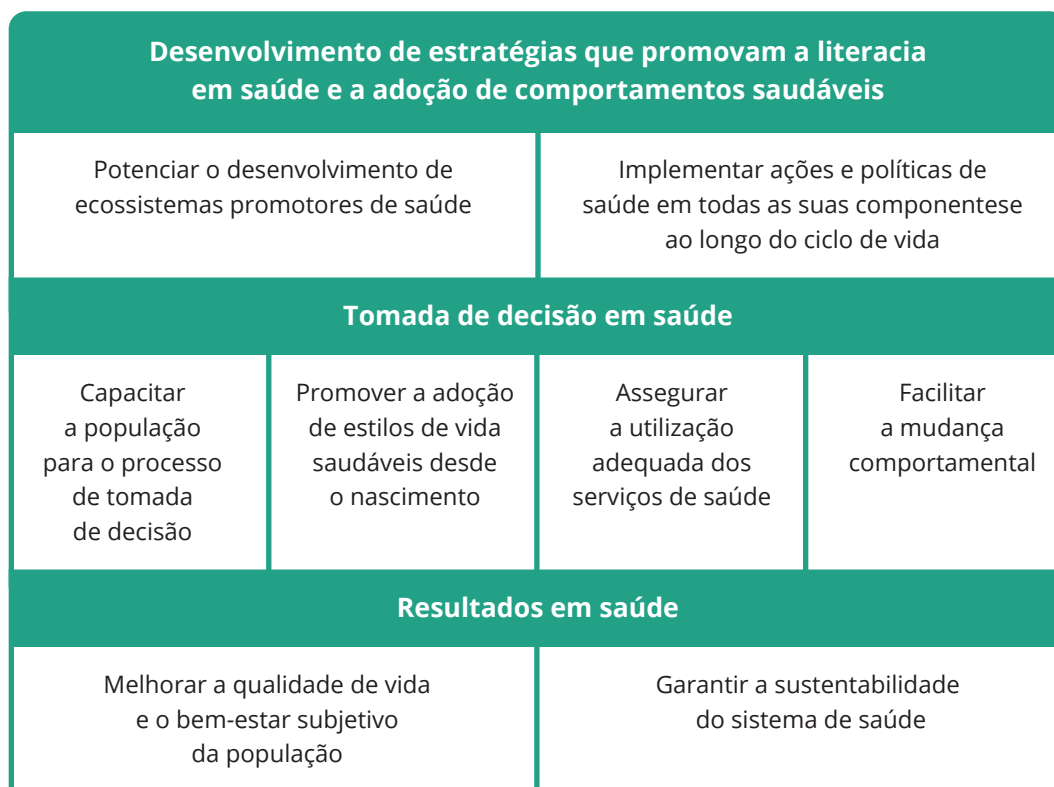 Desenvolvimento de estratégias que promovam a literacia
em saúde e a adoção de comportamentos saudáveis
Potenciar o desenvolvimento de
ecossistemas promotores de saúde
Implementar ações e políticas de
saúde em todas as suas componentese
ao longo do ciclo de vida
Tomada de decisão em saúde
Capacitar
a população
para o processo
de tomada
de decisão
Promover a adoção
de estilos de vida
saudáveis desde
o nascimento
Assegurar
a utilização
adequada dos
serviços de saúde
Facilitar
a mudança
comportamental
Resultados em saúde
Melhorar a qualidade de vida
e o bem-estar subjetivo
da população
Garantir a sustentabilidade
do sistema de saúde